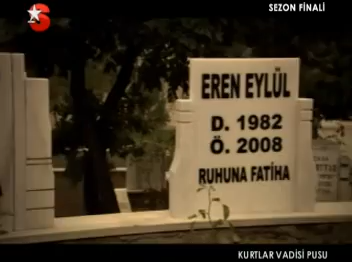 SEZON FİNALİ
S
EREN EYLÜL
D. 1982
Ö. 2008
RUHUNA FATİHA
KURTLAR VADİSİ PUSU